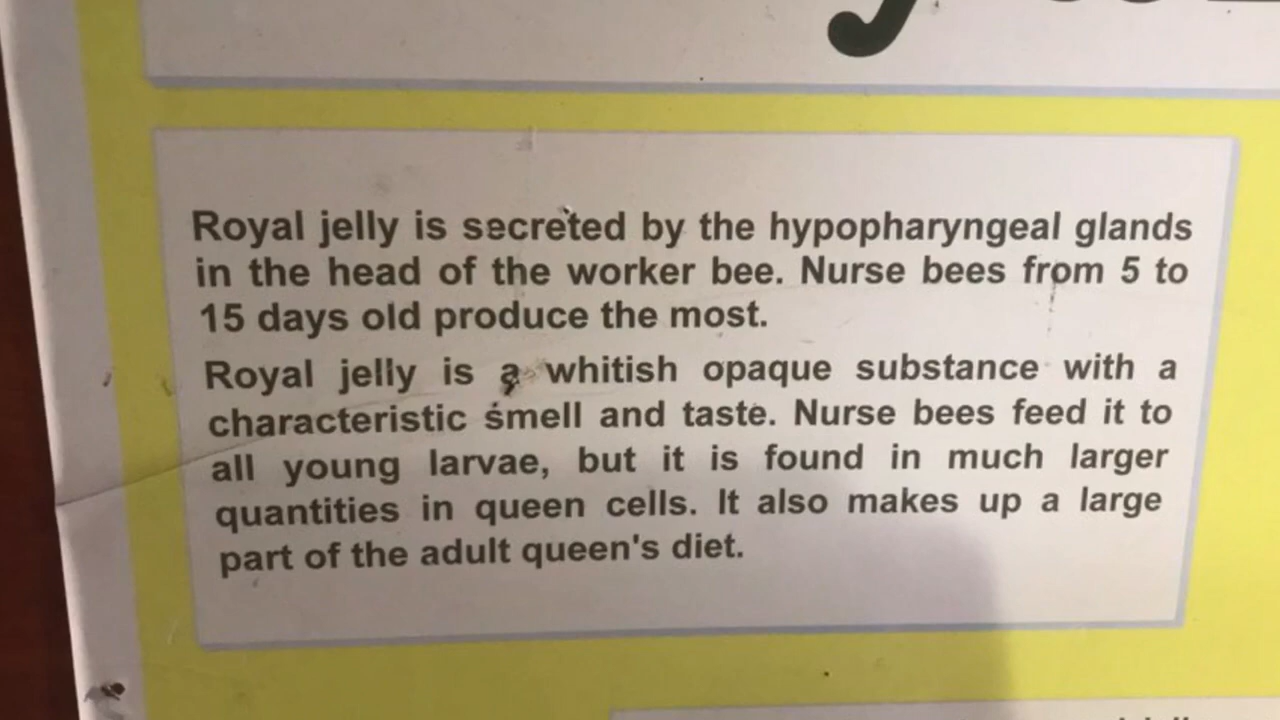 Royal jelly is secreted by the hypopharyngeal glands
in the head of the worker bee. Nurse bees from 5 to
15 days old produce the most.
Royal jelly is a whitish opaque substance with a
characteristic smell and taste. Nurse bees feed it to
all young larvae, but it is found in much larger
quantities in queen cells. It also makes up a large
part of the adult queen's diet.